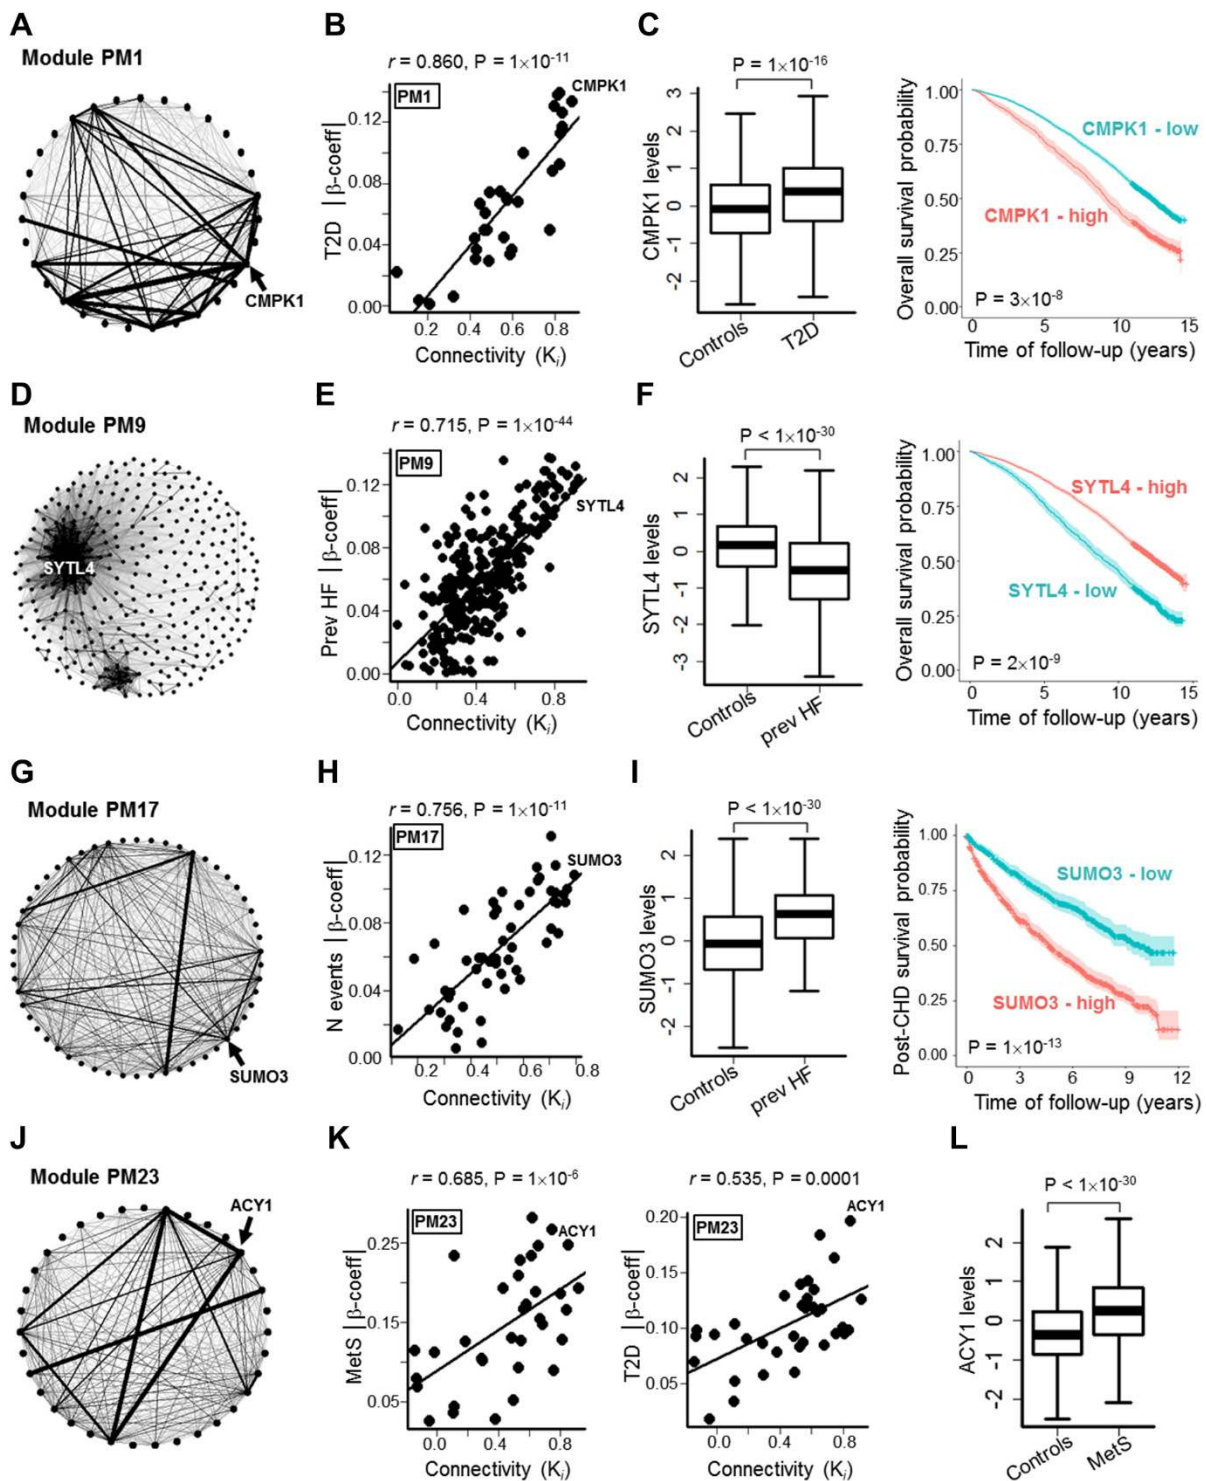 A
Module PM1
CMPK1
B
r = 0.860, P = 1×10⁻¹¹
PM1
CMPK1
T2D |β-coeff|
0.12
0.08
0.04
0.00
0.2 0.4 0.6 0.8
Connectivity (Kᵢ)
C
P = 1×10⁻¹⁶
CMPK1 levels
3
2
1
0
-1
-2
Controls
T2D
Overall survival probability
1.00
0.75
0.50
0.25
0.00
CMPK1 - low
CMPK1 - high
P = 3×10⁻⁸
0 5 10 15
Time of follow-up (years)
D
Module PM9
SYTL4
E
r = 0.715, P = 1×10⁻⁴⁴
PM9
SYTL4
Prev HF |β-coeff|
0.12
0.08
0.04
0.00
0.0 0.2 0.4 0.6 0.8
Connectivity (Kᵢ)
F
P < 1×10⁻³⁰
SYTL4 levels
2
1
0
-1
-2
-3
Controls
prev HF
Overall survival probability
1.00
0.75
0.50
0.25
0.00
SYTL4 - high
SYTL4 - low
P = 2×10⁻⁹
0 5 10 15
Time of follow-up (years)
G
Module PM17
SUMO3
H
r = 0.756, P = 1×10⁻¹¹
PM17
SUMO3
N events |β-coeff|
0.12
0.08
0.04
0.00
0.2 0.4 0.6 0.8
Connectivity (Kᵢ)
I
P < 1×10⁻³⁰
SUMO3 levels
2
1
0
-1
-2
Controls
prev HF
Post-CHD survival probability
1.00
0.75
0.50
0.25
0.00
SUMO3 - low
SUMO3 - high
P = 1×10⁻¹³
0 3 6 9 12
Time of follow-up (years)
J
Module PM23
ACY1
K
r = 0.685, P = 1×10⁻⁶
PM23
ACY1
MetS |β-coeff|
0.25
0.15
0.05
0.0 0.4 0.8
Connectivity (Kᵢ)
r = 0.535, P = 0.0001
PM23
ACY1
T2D |β-coeff|
0.20
0.15
0.10
0.05
0.0 0.4 0.8
Connectivity (Kᵢ)
L
P < 1×10⁻³⁰
ACY1 levels
2
1
0
-1
-2
Controls
MetS